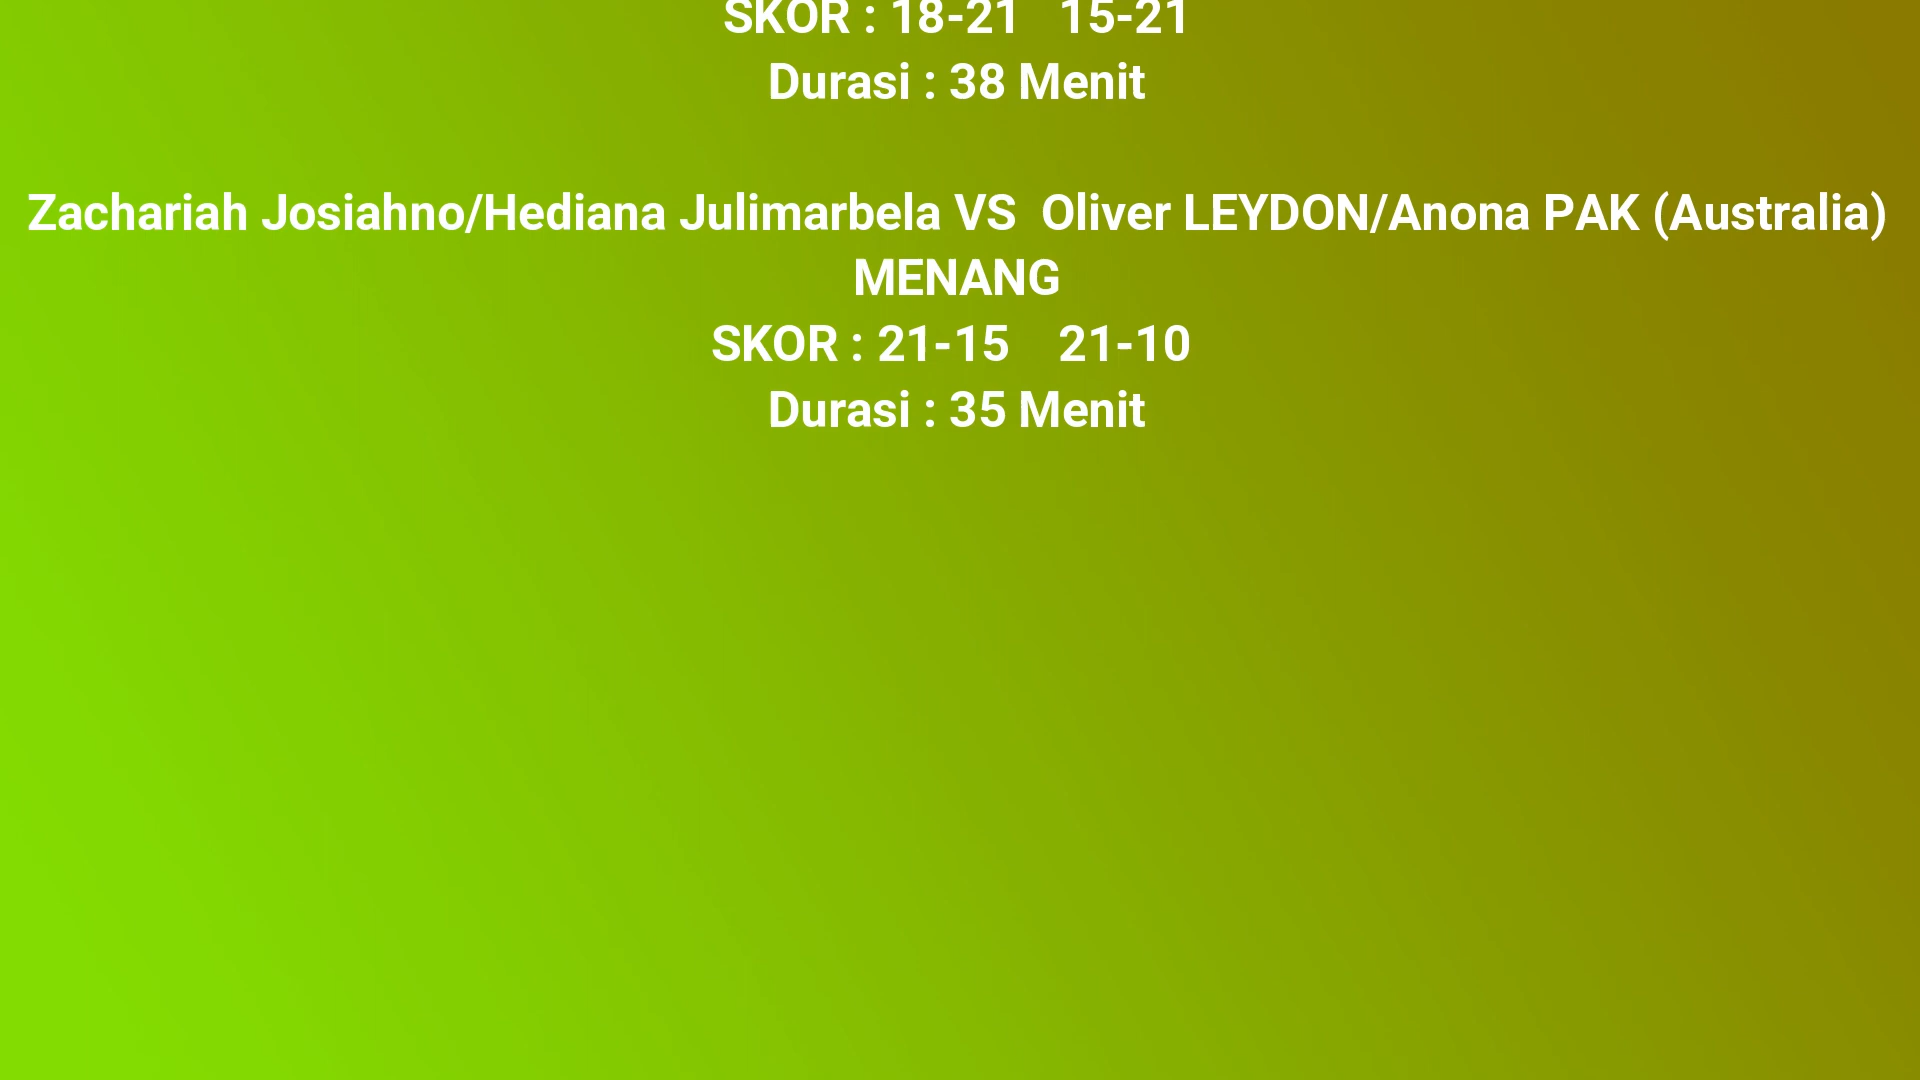 SKOR : 18-21   15-21
Durasi : 38 Menit
Zachariah Josiahno/Hediana Julimarbela VS  Oliver LEYDON/Anona PAK (Australia)
MENANG
SKOR : 21-15    21-10
Durasi : 35 Menit